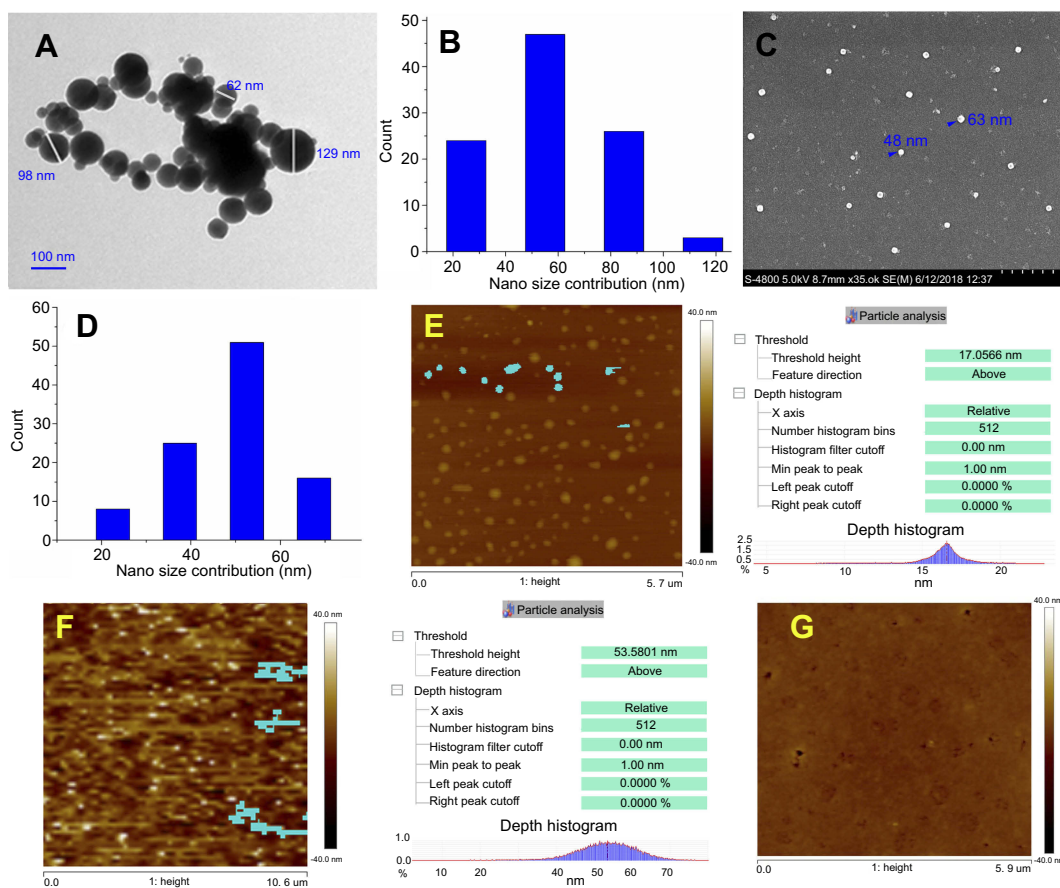 A
62 nm
129 nm
98 nm
100 nm
B
50
40
30
20
10
0
Count
20 40 60 80 100 120
Nano size contribution (nm)
C
63 nm
48 nm
S-4800 5.0kV 8.7mm x35.ok SE(M) 6/12/2018 12:37
D
60
50
40
30
20
10
0
Count
20 40 60
Nano size contribution (nm)
E
40.0 nm
-40.0 nm
0.0 1: height 5. 7 um
Particle analysis
Threshold
Threshold height 17.0566 nm
Feature direction Above
Depth histogram
X axis Relative
Number histogram bins 512
Histogram filter cutoff 0.00 nm
Min peak to peak 1.00 nm
Left peak cutoff 0.0000 %
Right peak cutoff 0.0000 %
Depth histogram
2.5
1.5
0.5
% 5 10 15 20
nm
F
40.0 nm
-40.0 nm
0.0 1: height 10. 6 um
Particle analysis
Threshold
Threshold height 53.5801 nm
Feature direction Above
Depth histogram
X axis Relative
Number histogram bins 512
Histogram filter cutoff 0.00 nm
Min peak to peak 1.00 nm
Left peak cutoff 0.0000 %
Right peak cutoff 0.0000 %
Depth histogram
1.0
0.0
% 10 20 40 50 60 70
nm
G
40.0 nm
-40.0 nm
0.0 1: height 5. 9 um